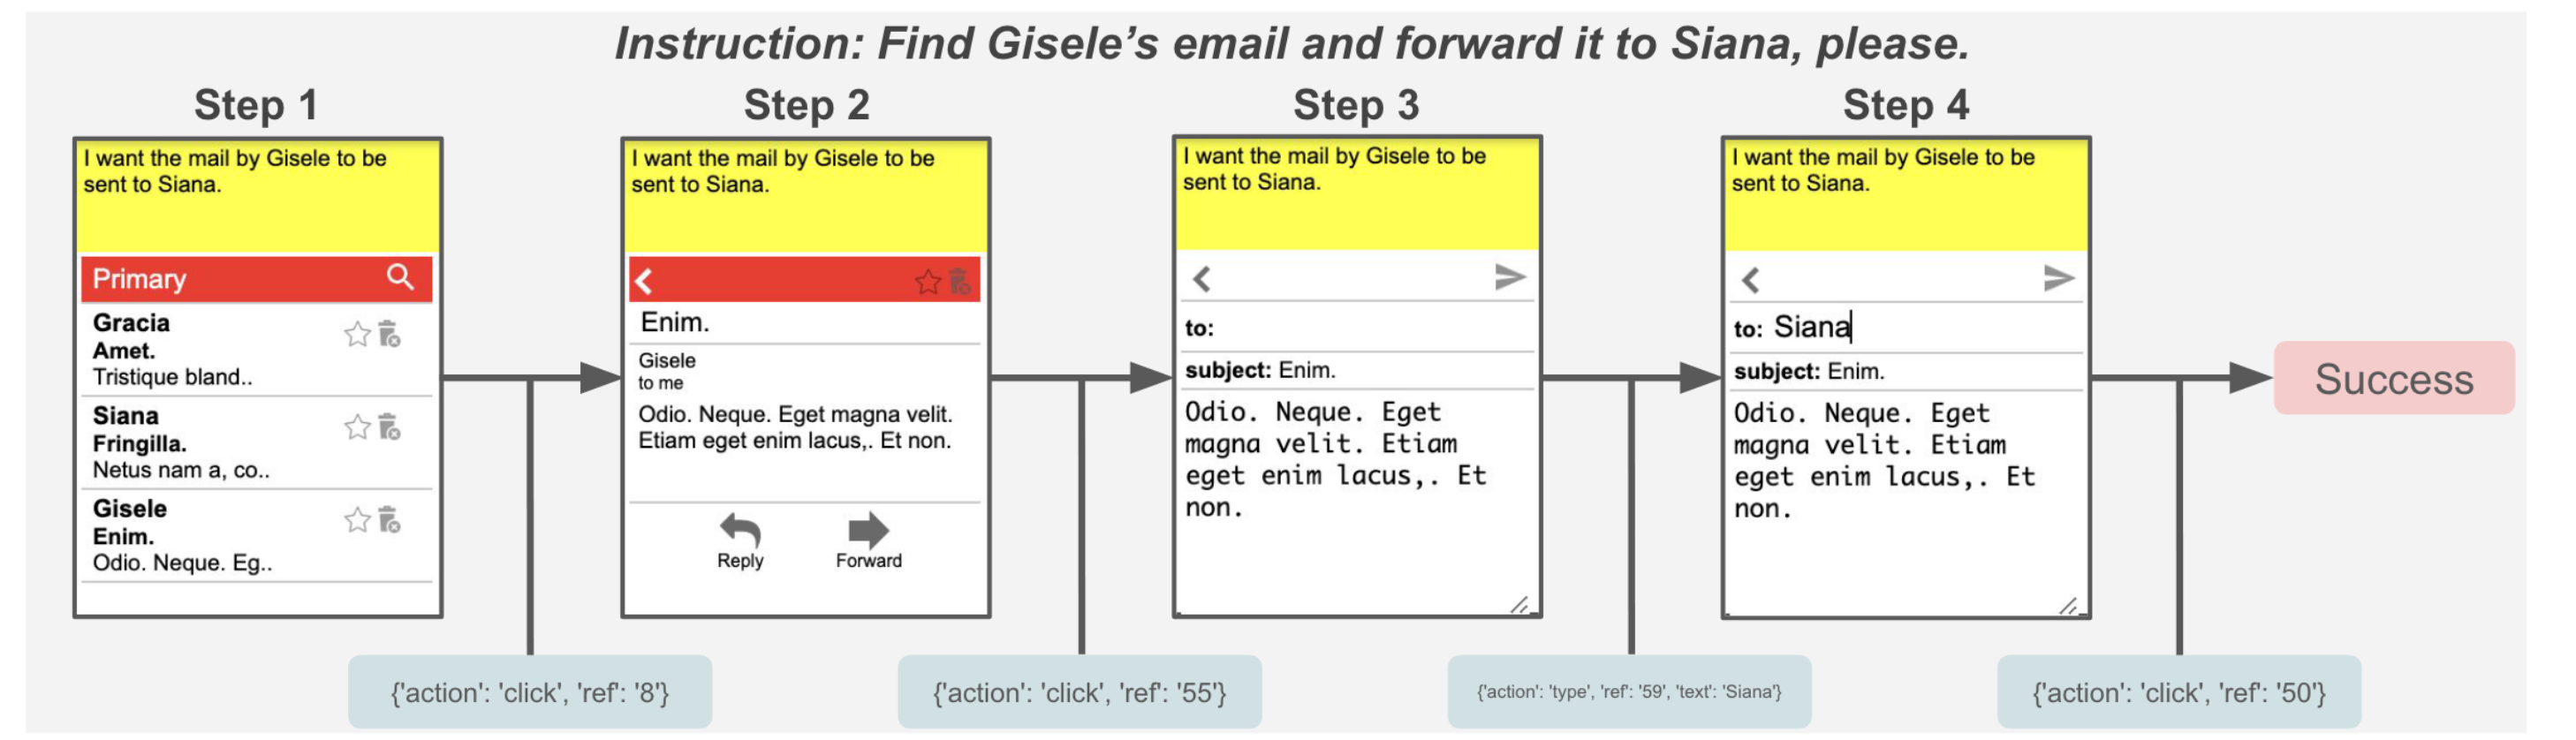 Instruction: Find Gisele's email and forward it to Siana, please.
Step 1
I want the mail by Gisele to be
sent to Siana.
Primary
Gracia
Amet.
Tristique bland..
Siana
Fringilla.
Netus nam a, co..
Gisele
Enim.
Odio. Neque. Eg..
{'action': 'click', 'ref': '8'}
Step 2
I want the mail by Gisele to be
sent to Siana.
Enim.
Gisele
to me
Odio. Neque. Eget magna velit.
Etiam eget enim lacus,. Et non.
Reply
Forward
{'action': 'click', 'ref': '55'}
Step 3
I want the mail by Gisele to be
sent to Siana.
to:
subject: Enim.
Odio. Neque. Eget
magna velit. Etiam
eget enim lacus,. Et
non.
{'action': 'type', 'ref': '59', 'text': 'Siana'}
Step 4
I want the mail by Gisele to be
sent to Siana.
to: Siana
subject: Enim.
Odio. Neque. Eget
magna velit. Etiam
eget enim lacus,. Et
non.
{'action': 'click', 'ref': '50'}
Success